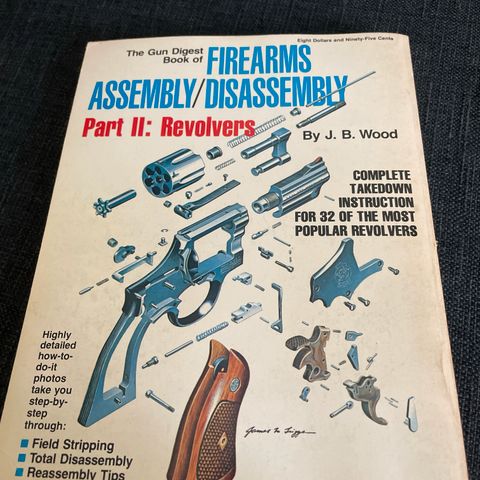 Eight Dollars and Ninety-Five Cents
The Gun Digest
Book of FIREARMS
ASSEMBLY/DISASSEMBLY
Part II: Revolvers
By J. B. Wood
COMPLETE
TAKEDOWN
INSTRUCTION
FOR 32 OF THE MOST
POPULAR REVOLVERS
Highly
detailed
how-to-
do-it
photos
take you
step-by-
step
through:
Field Stripping
Total Disassembly
Reassembly Tips